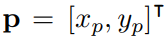 𝐩 = [x_p, y_p]^⊺